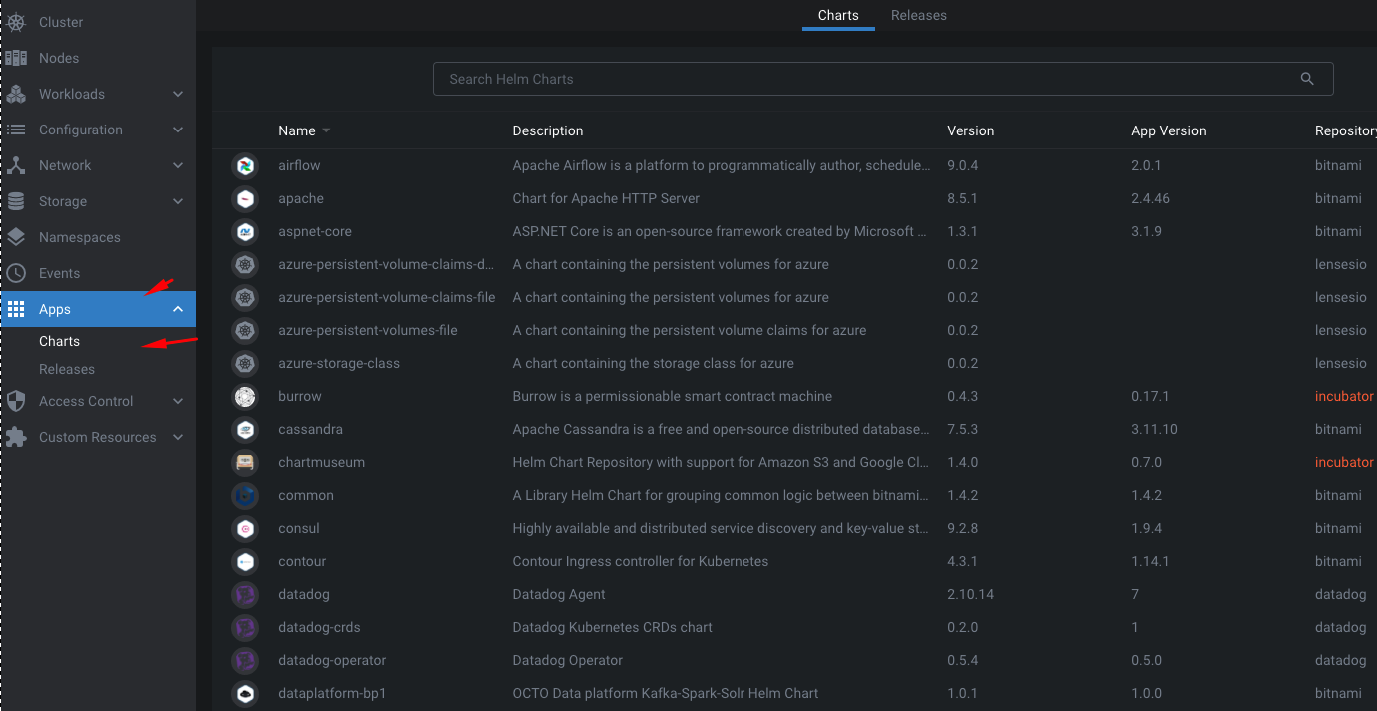 Cluster
Nodes
Workloads
Configuration
Network
Storage
Namespaces
Events
Apps
Charts
Releases
Access Control
Custom Resources
Charts Releases
Search Helm Charts
Name Description Version App Version Repository
airflow Apache Airflow is a platform to programmatically author, schedule… 9.0.4 2.0.1 bitnami
apache Chart for Apache HTTP Server 8.5.1 2.4.46 bitnami
aspnet-core ASP.NET Core is an open-source framework created by Microsoft … 1.3.1 3.1.9 bitnami
azure-persistent-volume-claims-d… A chart containing the persistent volumes for azure 0.0.2 lensesio
azure-persistent-volume-claims-file A chart containing the persistent volumes for azure 0.0.2 lensesio
azure-persistent-volumes-file A chart containing the persistent volume claims for azure 0.0.2 lensesio
azure-storage-class A chart containing the storage class for azure 0.0.2 lensesio
burrow Burrow is a permissionable smart contract machine 0.4.3 0.17.1 incubator
cassandra Apache Cassandra is a free and open-source distributed database… 7.5.3 3.11.10 bitnami
chartmuseum Helm Chart Repository with support for Amazon S3 and Google Cl… 1.4.0 0.7.0 incubator
common A Library Helm Chart for grouping common logic between bitnami… 1.4.2 1.4.2 bitnami
consul Highly available and distributed service discovery and key-value st… 9.2.8 1.9.4 bitnami
contour Contour Ingress controller for Kubernetes 4.3.1 1.14.1 bitnami
datadog Datadog Agent 2.10.14 7 datadog
datadog-crds Datadog Kubernetes CRDs chart 0.2.0 1 datadog
datadog-operator Datadog Operator 0.5.4 0.5.0 datadog
dataplatform-bp1 OCTO Data platform Kafka-Spark-Solr Helm Chart 1.0.1 1.0.0 bitnami